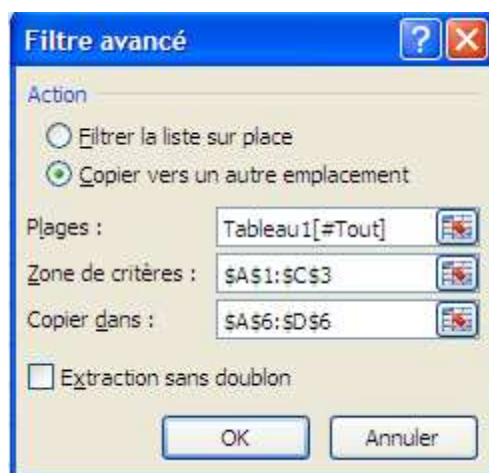 Filtre avancé
Action
Filtrer la liste sur place
Copier vers un autre emplacement
Plages : Tableau1[#Tout]
Zone de critères : $A$1:$C$3
Copier dans : $A$6:$D$6
Extraction sans doublon
OK Annuler